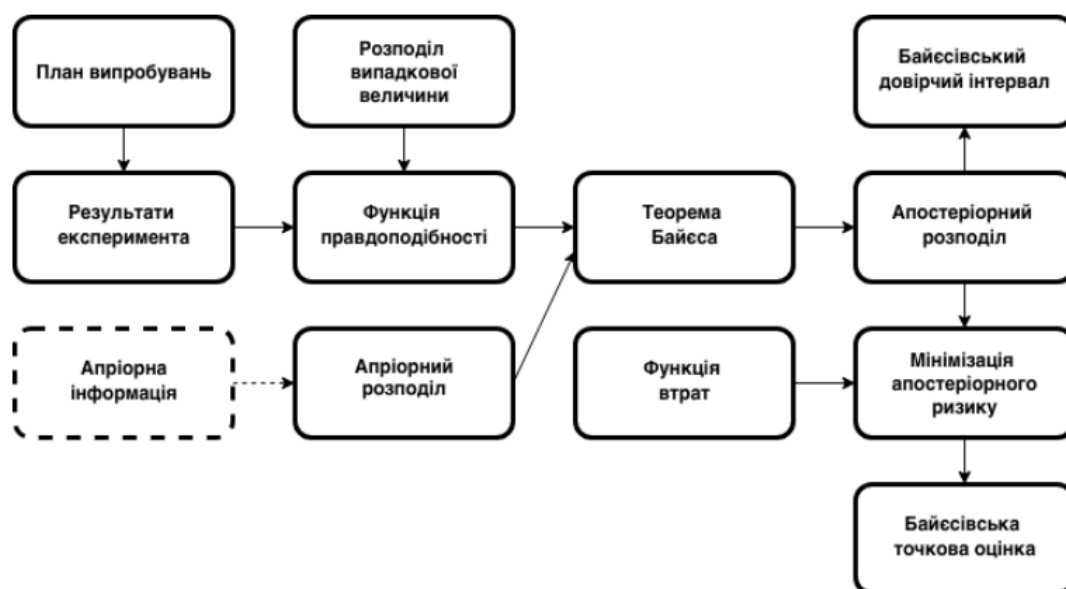 План випробувань
Розподіл
випадкової
величини
Байєсівський
довірчий інтервал
Результати
експеримента
Функція
правдоподібності
Теорема
Байєса
Апостеріорний
розподіл
Апріорна
інформація
Апріорний
розподіл
Функція
втрат
Мінімізація
апостеріорного
ризику
Байєсівська
точкова оцінка